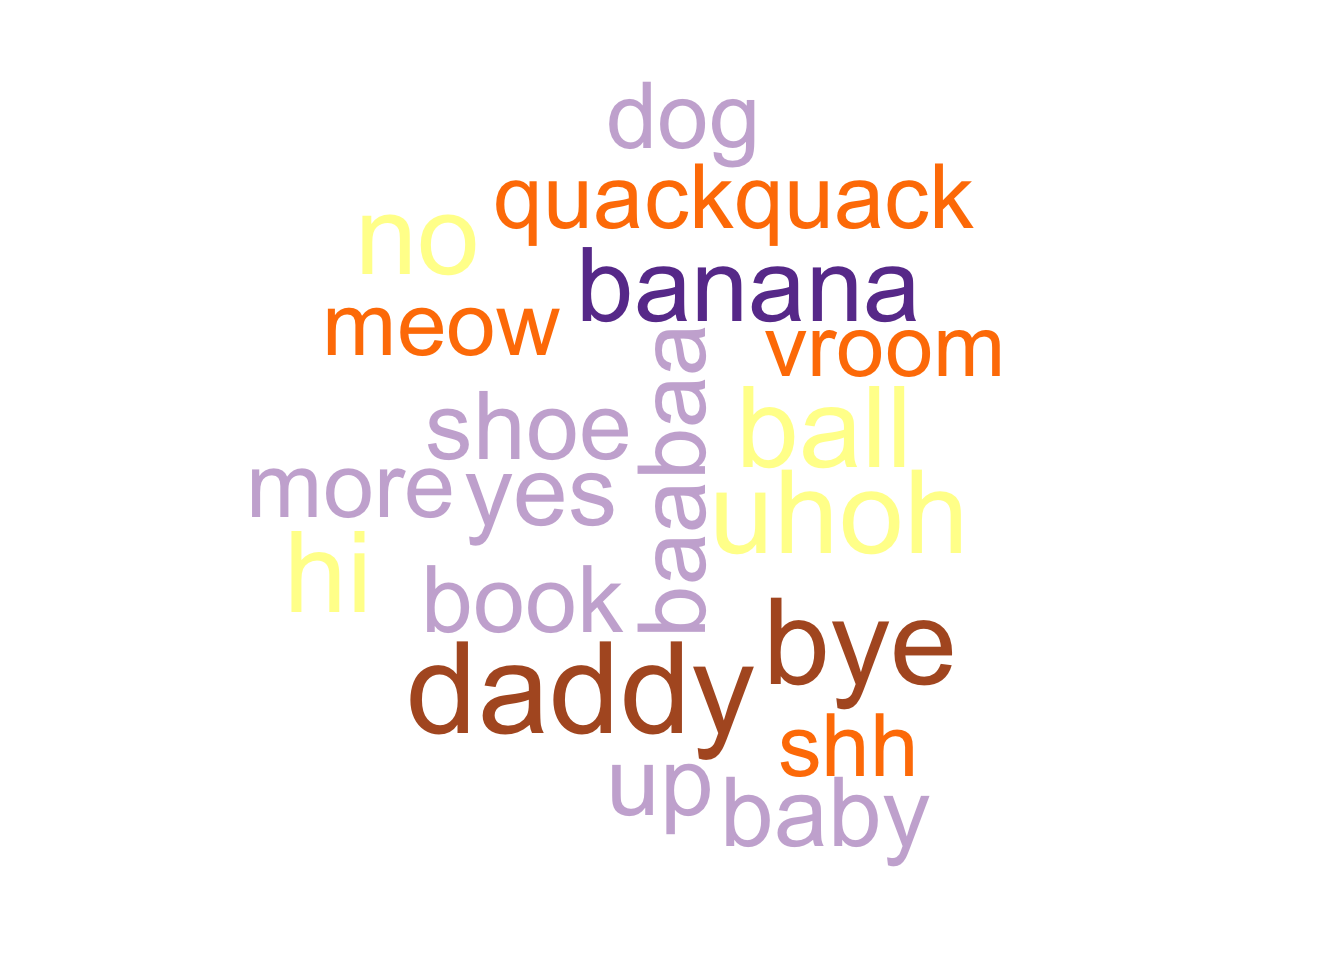 dog
quackquack
no
banana
meow
vroom
baabaa
shoe
ball
more
yes
uhoh
hi
book
bye
daddy
shh
up
baby